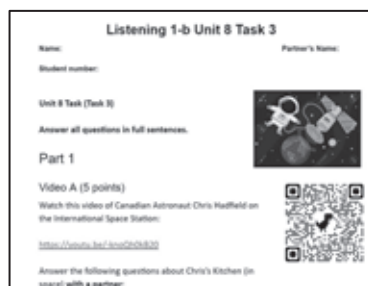 Listening 1-b Unit 8 Task 3
Name: Partner's Name:
Student number:
Unit 8 Task (Task 3)
Answer all questions in full sentences.
Part 1
Video A (5 points)
Watch this video of Canadian Astronaut Chris Hadfield on
the International Space Station:
Answer the following questions about Chris's Kitchen (in
space) with a partner: